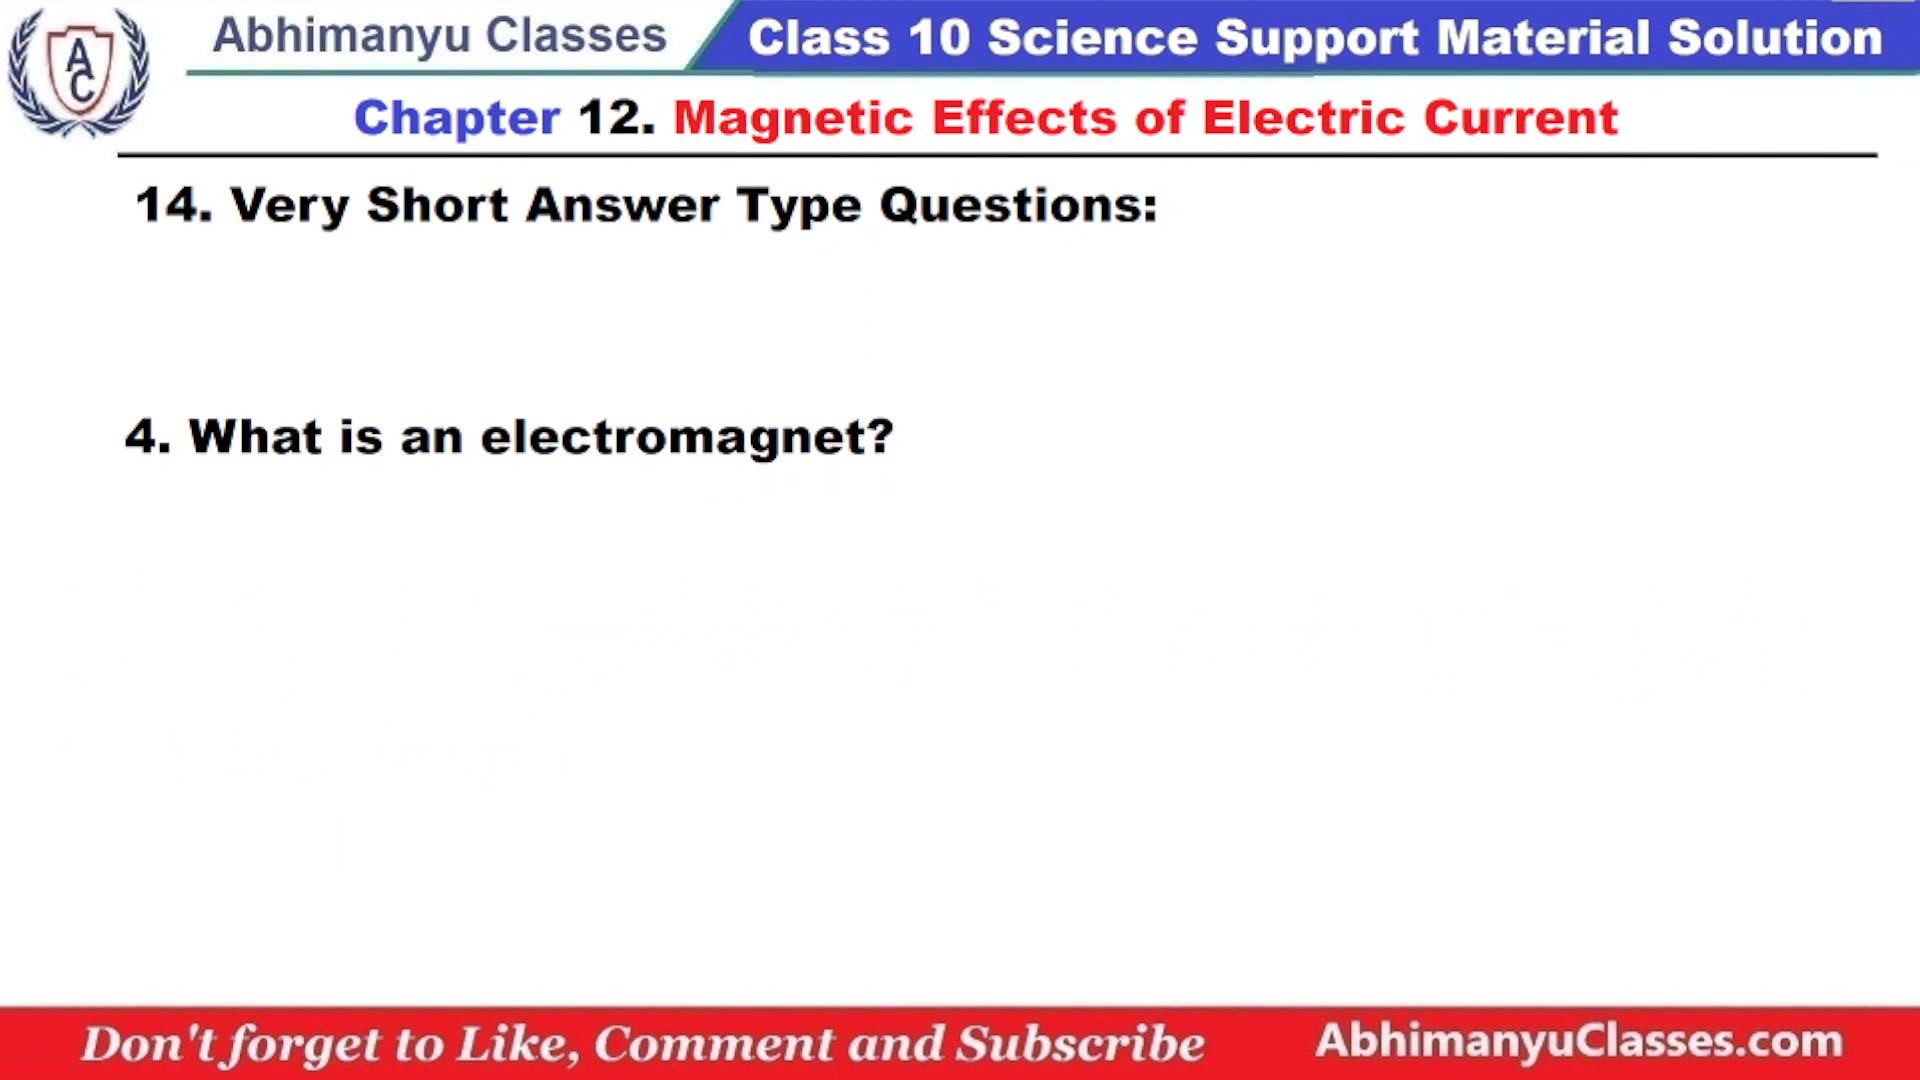 A
C
Abhimanyu Classes
Class 10 Science Support Material Solution
Chapter 12. Magnetic Effects of Electric Current
14. Very Short Answer Type Questions:
4. What is an electromagnet?
Don't forget to Like, Comment and Subscribe
AbhimanyuClasses.com